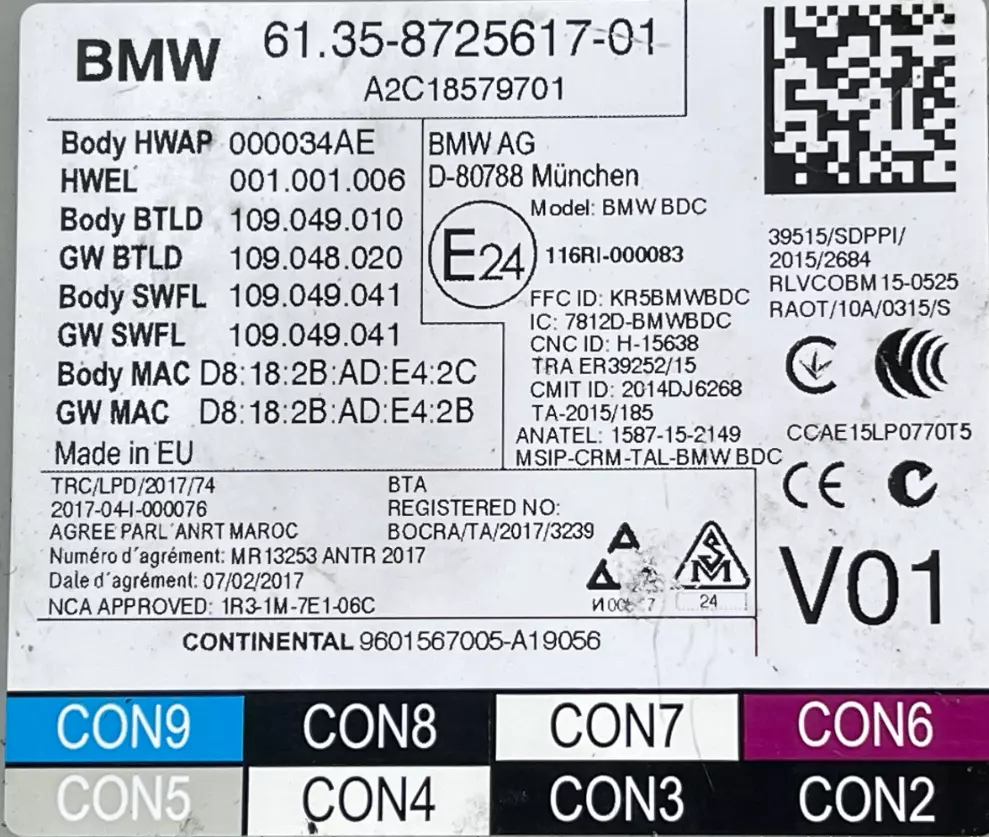 BMW 61.35-8725617-01
A2C18579701
Body HWAP 000034AE
HWEL 001.001.006
Body BTLD 109.049.010
GW BTLD 109.048.020
Body SWFL 109.049.041
GW SWFL 109.049.041
Body MAC D8:18:2B:AD:E4:2C
GW MAC D8:18:2B:AD:E4:2B
Made in EU
BMW AG
D-80788 München
Model: BMW BDC
E24 116RI-000083
FFC ID: KR5BMWBDC
IC: 7812D-BMWBDC
CNC ID: H-15638
TRA ER39252/15
CMIT ID: 2014DJ6268
TA-2015/185
ANATEL: 1587-15-2149
MSIP-CRM-TAL-BMW BDC
39515/SDPPI/
2015/2684
RLVCOBM15-0525
RAOT/10A/0315/S
CCAE15LP0770T5
CE
V01
TRC/LPD/2017/74
2017-04-I-000076
AGREE PARL'ANRT MAROC
Numéro d'agrément: MR13253 ANTR 2017
Date d'agrément: 07/02/2017
NCA APPROVED: 1R3-1M-7E1-06C
BTA
REGISTERED NO:
BOCRA/TA/2017/3239
SM
24
CONTINENTAL 9601567005-A19056
CON9 CON8 CON7 CON6
CON5 CON4 CON3 CON2